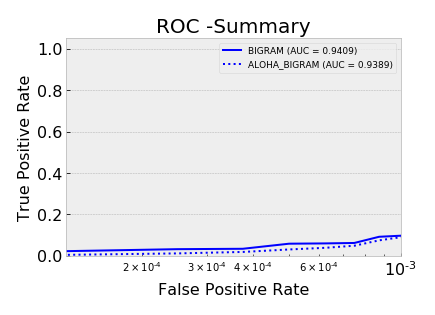 ROC -Summary
BIGRAM (AUC = 0.9409)
ALOHA_BIGRAM (AUC = 0.9389)
True Positive Rate
1.0
0.8
0.6
0.4
0.2
0.0
2 × 10⁻⁴ 3 × 10⁻⁴ 4 × 10⁻⁴ 6 × 10⁻⁴ 10⁻³
False Positive Rate